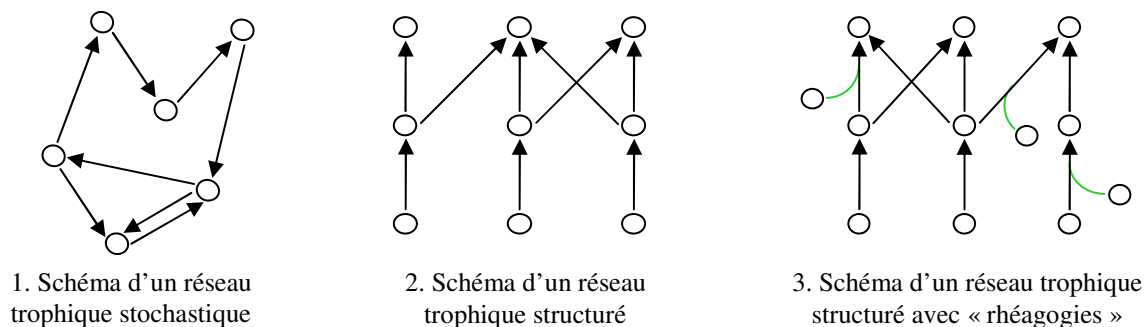 1. Schéma d'un réseau
trophique stochastique
2. Schéma d'un réseau
trophique structuré
3. Schéma d'un réseau trophique
structuré avec « rhéagogies »